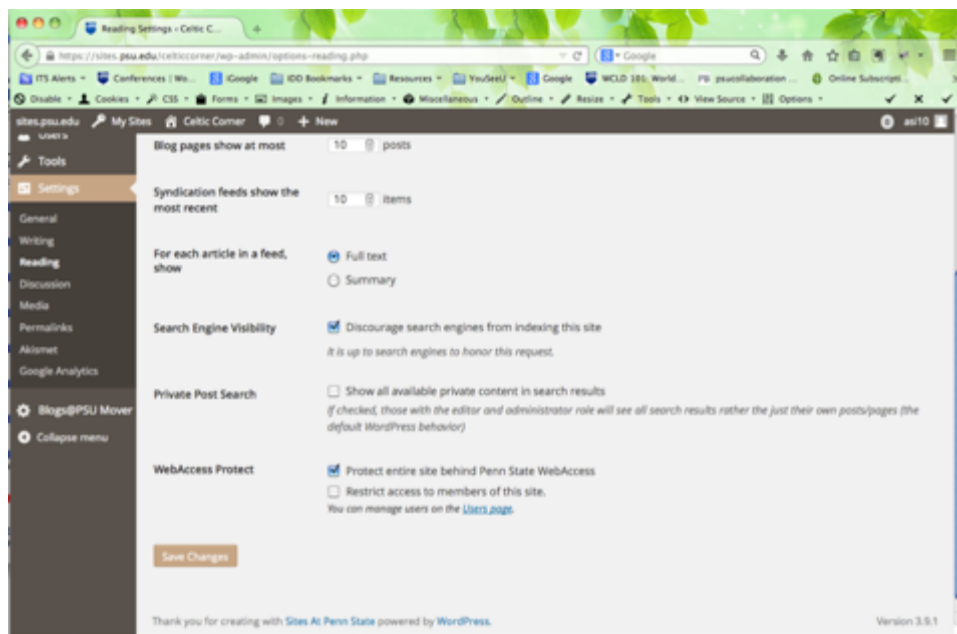 Reading Settings ‹ Celtic C...
https://sites.psu.edu/celticcorner/wp-admin/options-reading.php
Google
ITS Alerts
Conferences | We...
iGoogle
IDD Bookmarks
Resources
YouSeeU
Google
WCLD 101: World...
PB psucollaboration ...
Online Subscript...
Disable
Cookies
CSS
Forms
Images
Information
Miscellaneous
Outline
Resize
Tools
View Source
Options
sites.psu.edu
My Sites
Celtic Corner
0
New
0
asi10
Users
Tools
Settings
General
Writing
Reading
Discussion
Media
Permalinks
Akismet
Google Analytics
Blogs@PSU Mover
Collapse menu
Blog pages show at most
10 posts
Syndication feeds show the
most recent
10 items
For each article in a feed,
show
Full text
Summary
Search Engine Visibility
Discourage search engines from indexing this site
It is up to search engines to honor this request.
Private Post Search
Show all available private content in search results
If checked, those with the editor and administrator role will see all search results rather the just their own posts/pages (the
default WordPress behavior)
WebAccess Protect
Protect entire site behind Penn State WebAccess
Restrict access to members of this site.
You can manage users on the Users page.
Save Changes
Thank you for creating with Sites At Penn State powered by WordPress.
Version 3.9.1